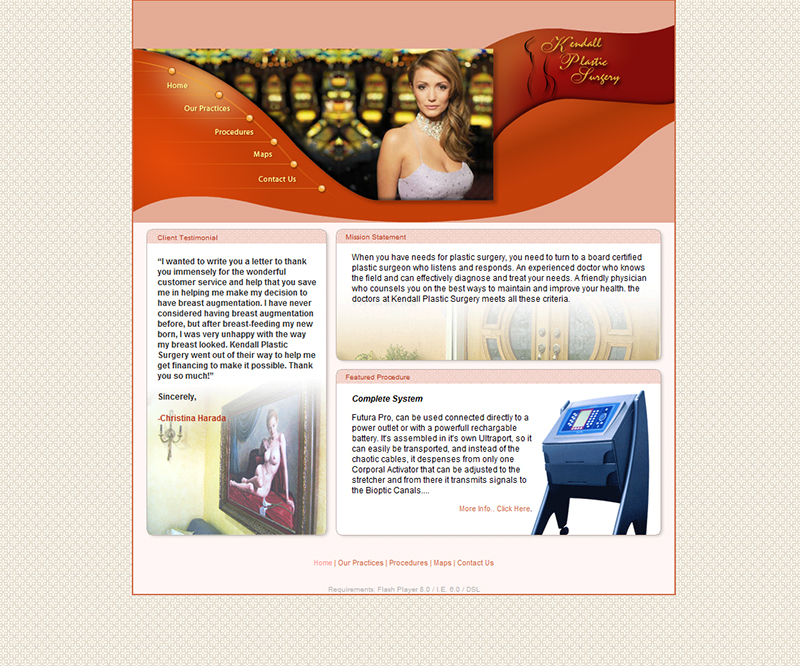 Kendall
Plastic
Surgery
Home
Our Practices
Procedures
Maps
Contact Us
Client Testimonial
“I wanted to write you a letter to thank
you immensely for the wonderful
customer service and help that you save
me in helping me make my decision to
have breast augmentation. I have never
considered having breast augmentation
before, but after breast-feeding my new
born, I was very unhappy with the way
my breast looked. Kendall Plastic
Surgery went out of their way to help me
get financing to make it possible. Thank
you so much!”
Sincerely,
-Christina Harada
Mission Statement
When you have needs for plastic surgery, you need to turn to a board certified
plastic surgeon who listens and responds. An experienced doctor who knows
the field and can effectively diagnose and treat your needs. A friendly physician
who counsels you on the best ways to maintain and improve your health. the
doctors at Kendall Plastic Surgery meets all these criteria.
Featured Procedure
Complete System
Futura Pro, can be used connected directly to a
power outlet or with a powerfull rechargable
battery. It's assembled in it's own Ultraport, so it
can easily be transported, and instead of the
chaotic cables, it despenses from only one
Corporal Activator that can be adjusted to the
stretcher and from there it transmits signals to
the Bioptic Canals....
More Info.. Click Here.
Home | Our Practices | Procedures | Maps | Contact Us
Requirements: Flash Player 8.0 / I.E. 6.0 / DSL